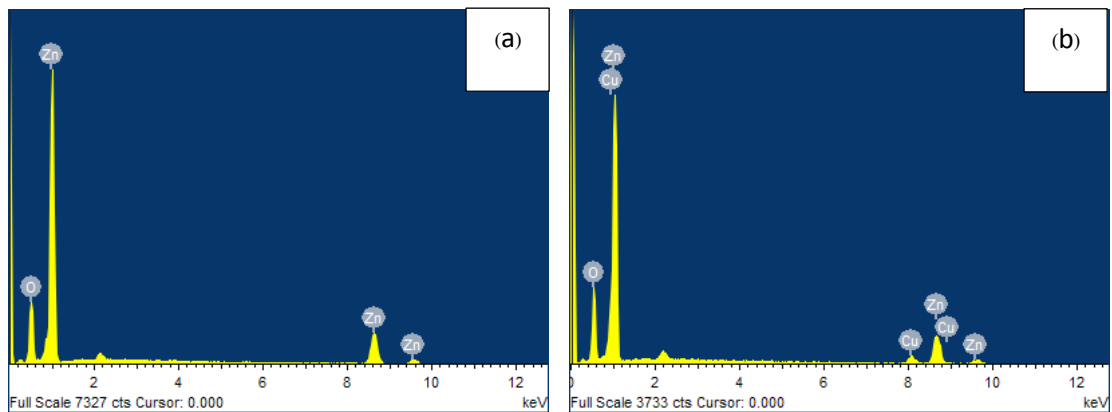 (a)
Zn
O
Zn
Zn
2 4 6 8 10 12
Full Scale 7327 cts Cursor: 0.000 keV
(b)
Zn
Cu
O
Zn
Cu
Cu
Zn
0 2 4 6 8 10 12
Full Scale 3733 cts Cursor: 0.000 keV